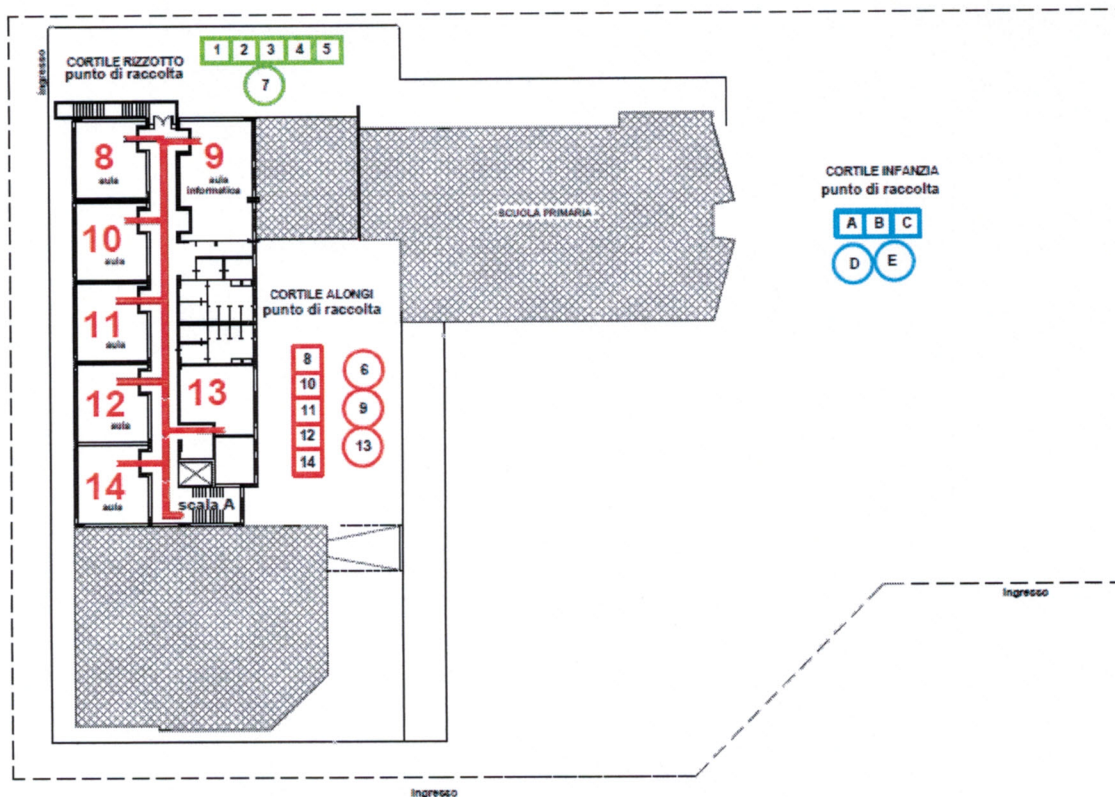 ingresso
CORTILE RIZZOTTO
punto di raccolta
1 2 3 4 5
7
8
aula
9
aula
informatica
10
aula
11
aula
12
aula
13
14
aula
scala A
SCUOLA PRIMARIA
CORTILE ALONGI
punto di raccolta
8
10
11
12
14
6
9
13
CORTILE INFANZIA
punto di raccolta
A B C
D E
Ingresso
Ingresso